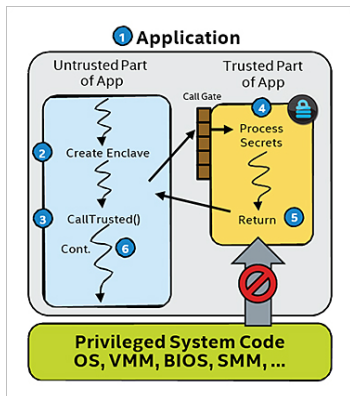 1 Application
Untrusted Part
of App
Trusted Part
of App
Call Gate
4
Process
Secrets
2 Create Enclave
3 CallTrusted()
Return 5
Cont. 6
Privileged System Code
OS, VMM, BIOS, SMM, ...